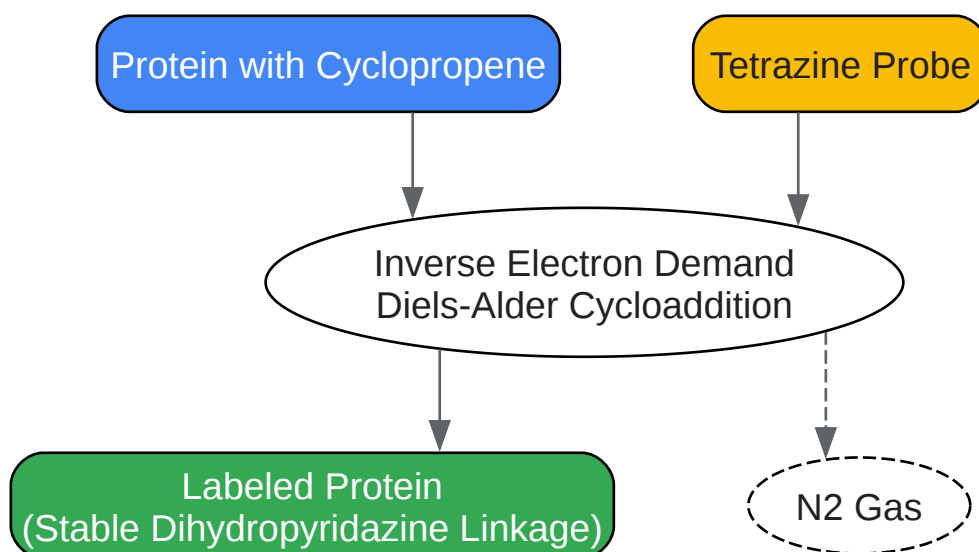 Protein with Cyclopropene
Tetrazine Probe
Inverse Electron Demand
Diels-Alder Cycloaddition
Labeled Protein
(Stable Dihydropyridazine Linkage)
N2 Gas